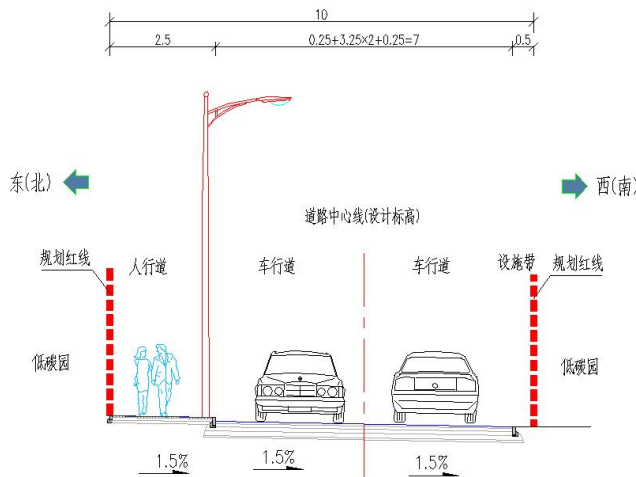 10
2.5
0.25+3.25×2+0.25=7
0.5
东(北)
西(南)
道路中心线(设计标高)
规划红线
人行道
车行道
车行道
设施带
规划红线
低碳园
低碳园
1.5%
1.5%
1.5%